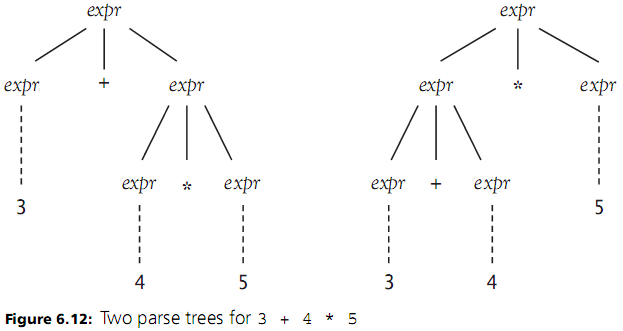 expr expr
expr + expr expr * expr
expr * expr expr + expr
3 5
4 5 3 4
Figure 6.12: Two parse trees for 3 + 4 * 5